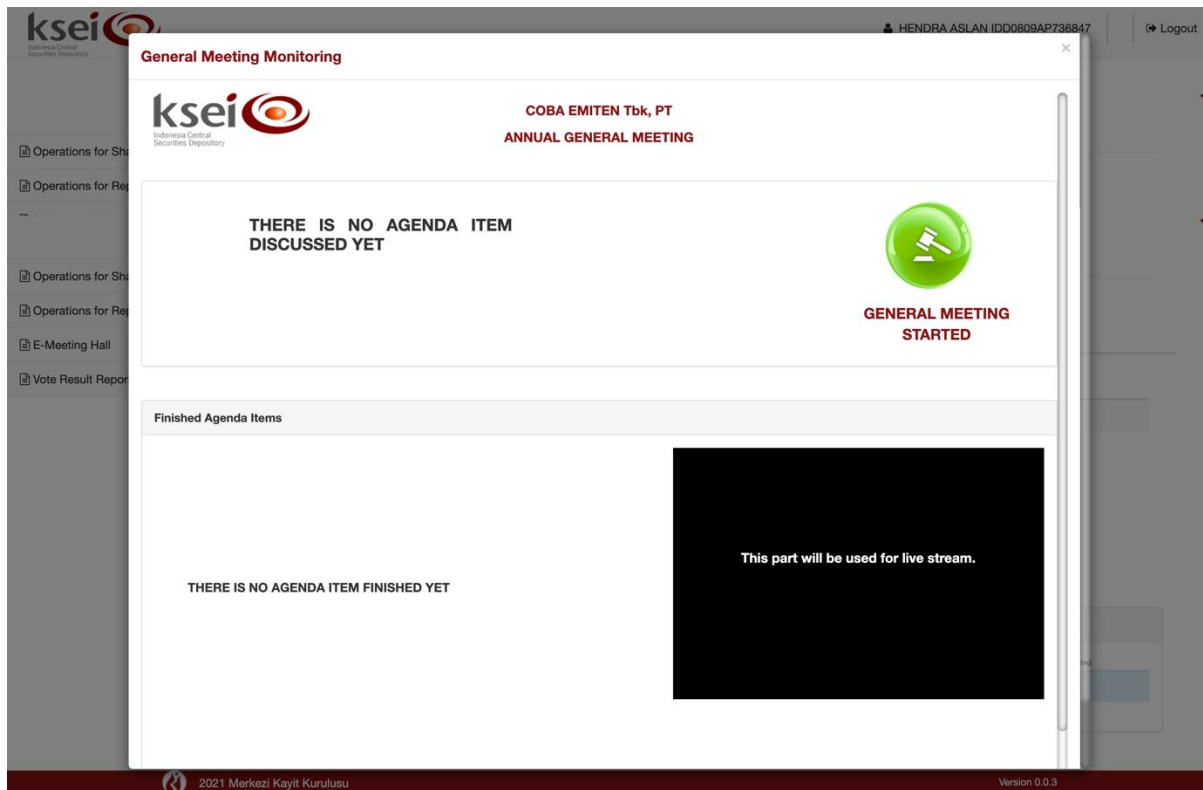 ksei
Indonesia Central
Securities Depository
HENDRA ASLAN IDD0809AP736847
Logout
Operations for Sha
Operations for Rep
Operations for Sha
Operations for Rep
E-Meeting Hall
Vote Result Repor
General Meeting Monitoring
×
ksei
Indonesia Central
Securities Depository
COBA EMITEN Tbk, PT
ANNUAL GENERAL MEETING
THERE IS NO AGENDA ITEM
DISCUSSED YET
GENERAL MEETING
STARTED
Finished Agenda Items
THERE IS NO AGENDA ITEM FINISHED YET
This part will be used for live stream.
ing
2021 Merkezi Kayit Kurulusu
Version 0.0.3